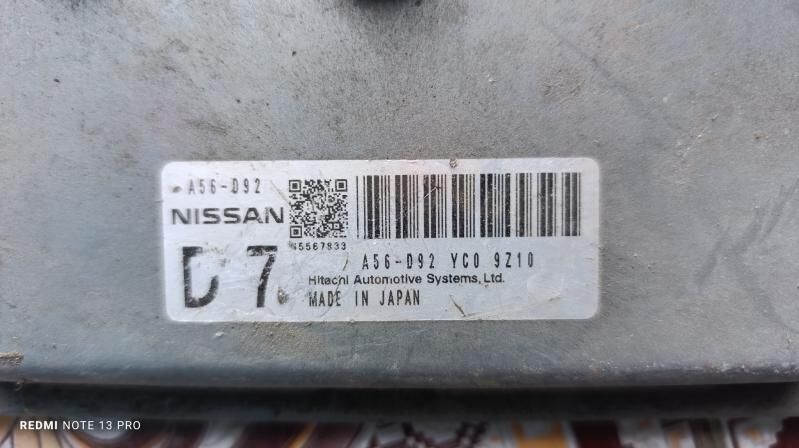 A56-D92
NISSAN
D 7
A56-D92 YC0 9Z10
Hitachi Automotive Systems, Ltd.
MADE IN JAPAN
REDMI NOTE 13 PRO